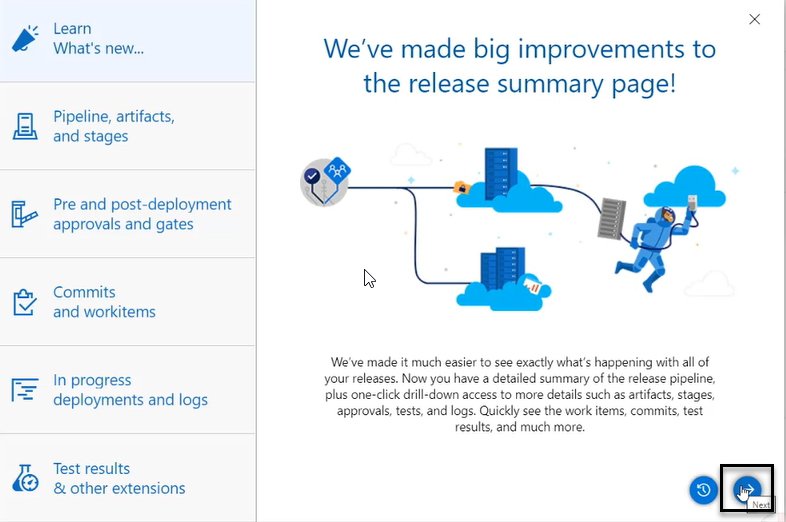 Learn
What's new...
Pipeline, artifacts,
and stages
Pre and post-deployment
approvals and gates
Commits
and workitems
In progress
deployments and logs
Test results
& other extensions
We've made big improvements to
the release summary page!
We've made it much easier to see exactly what's happening with all of
your releases. Now you have a detailed summary of the release pipeline,
plus one-click drill-down access to more details such as artifacts, stages,
approvals, tests, and logs. Quickly see the work items, commits, test
results, and much more.
Next